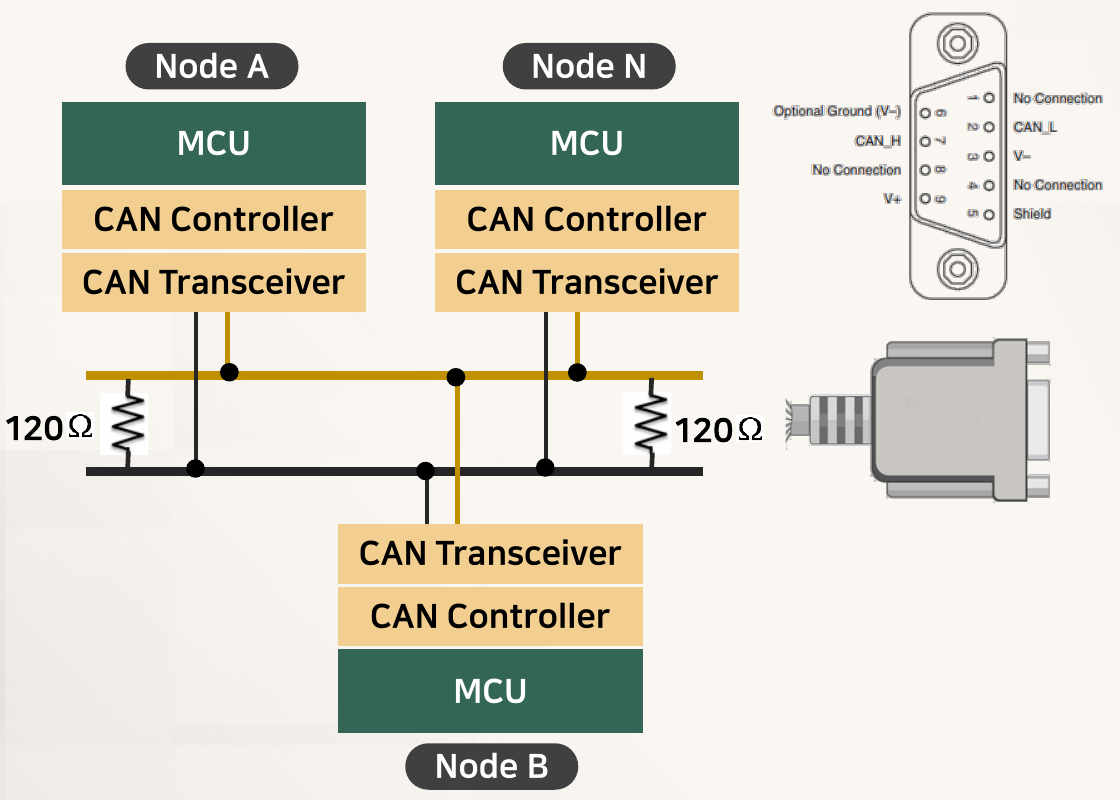 Node A
MCU
CAN Controller
CAN Transceiver
Node N
MCU
CAN Controller
CAN Transceiver
120Ω
120Ω
CAN Transceiver
CAN Controller
MCU
Node B
Optional Ground (V–)
CAN_H
No Connection
V+
6
7
8
9
1
2
3
4
5
No Connection
CAN_L
V–
No Connection
Shield